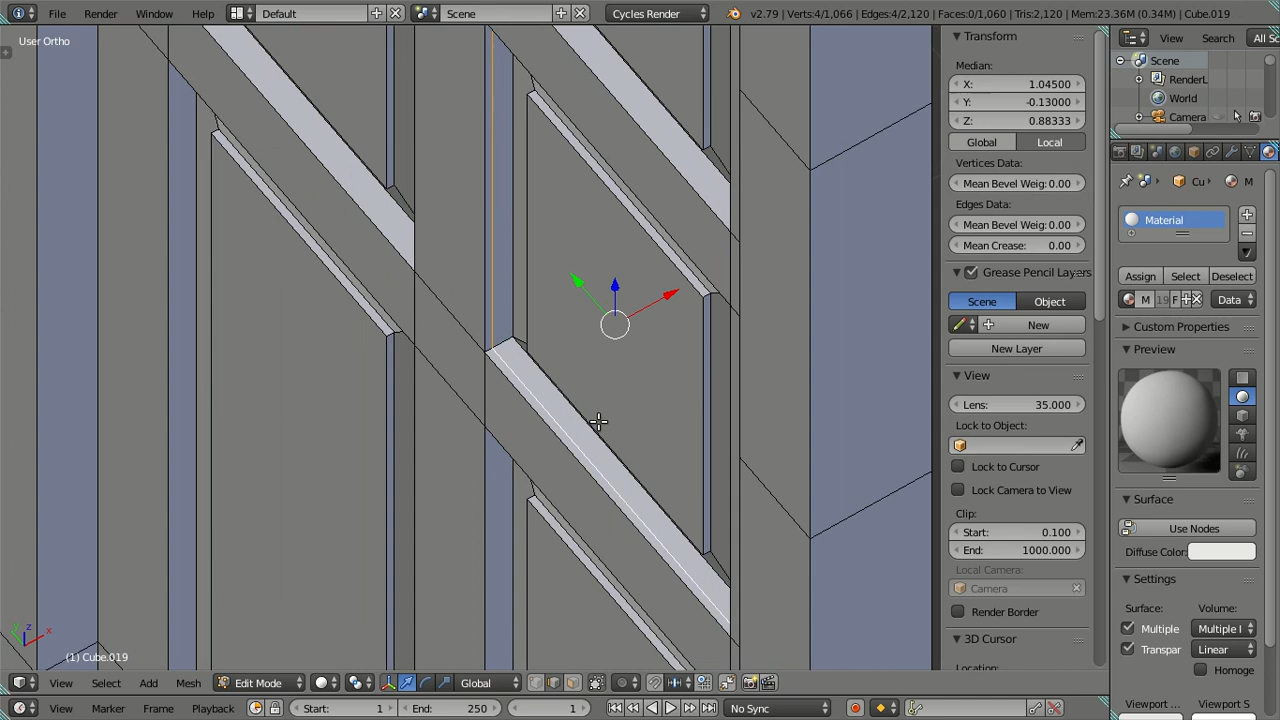 File Render Window Help Default Scene Cycles Render v2.79 | Verts:4/1,066 | Edges:4/2,120 | Faces:0/1,060 | Tris:2,120 | Mem:23.36M (0.34M) | Cube.019
User Ortho
Transform
Median:
X: 1.04500
Y: -0.13000
Z: 0.88333
Global Local
Vertices Data:
Mean Bevel Weig: 0.00
Edges Data:
Mean Bevel Weig: 0.00
Mean Crease: 0.00
Grease Pencil Layers
Scene Object
New
New Layer
View
Lens: 35.000
Lock to Object:
Lock to Cursor
Lock Camera to View
Clip:
Start: 0.100
End: 1000.000
Local Camera:
Camera
Render Border
3D Cursor
Location:
View Search All Sc
Scene
RenderL
World
Camera
Cu M
Material
Assign Select Deselect
M 19 F Data
Custom Properties
Preview
Surface
Use Nodes
Diffuse Color:
Settings
Surface: Volume:
Multiple Multiple I
Transpar Linear
Homoge
Viewport Viewport S
z
y x
(1) Cube.019
View Select Add Mesh Edit Mode Global
View Marker Frame Playback Start: 1 End: 250 1 No Sync